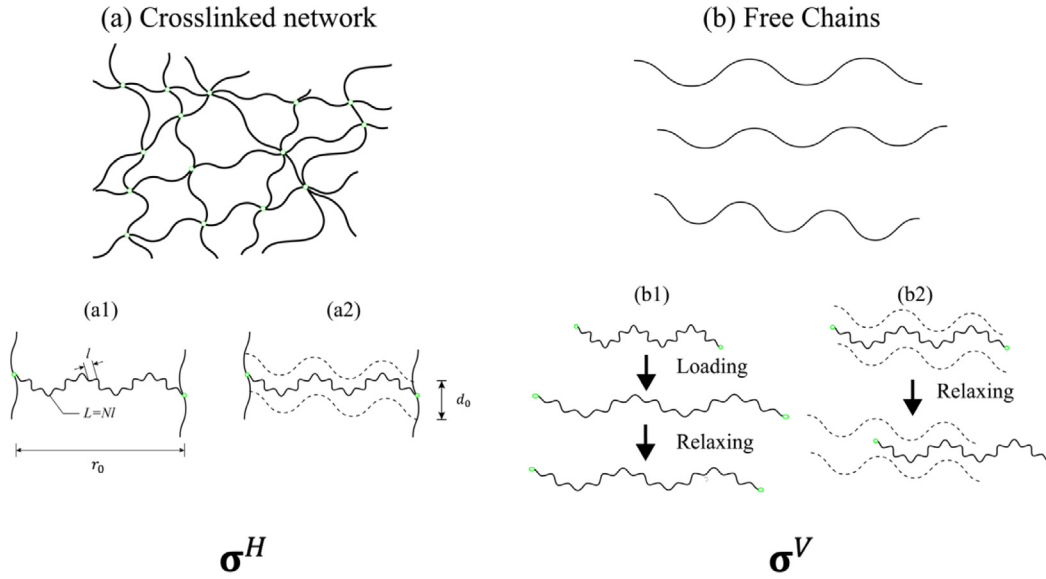 (a) Crosslinked network
(b) Free Chains
(a1)
(a2)
(b1)
(b2)
l
L=Nl
r₀
d₀
Loading
Relaxing
Relaxing
σᴴ
σⱽ